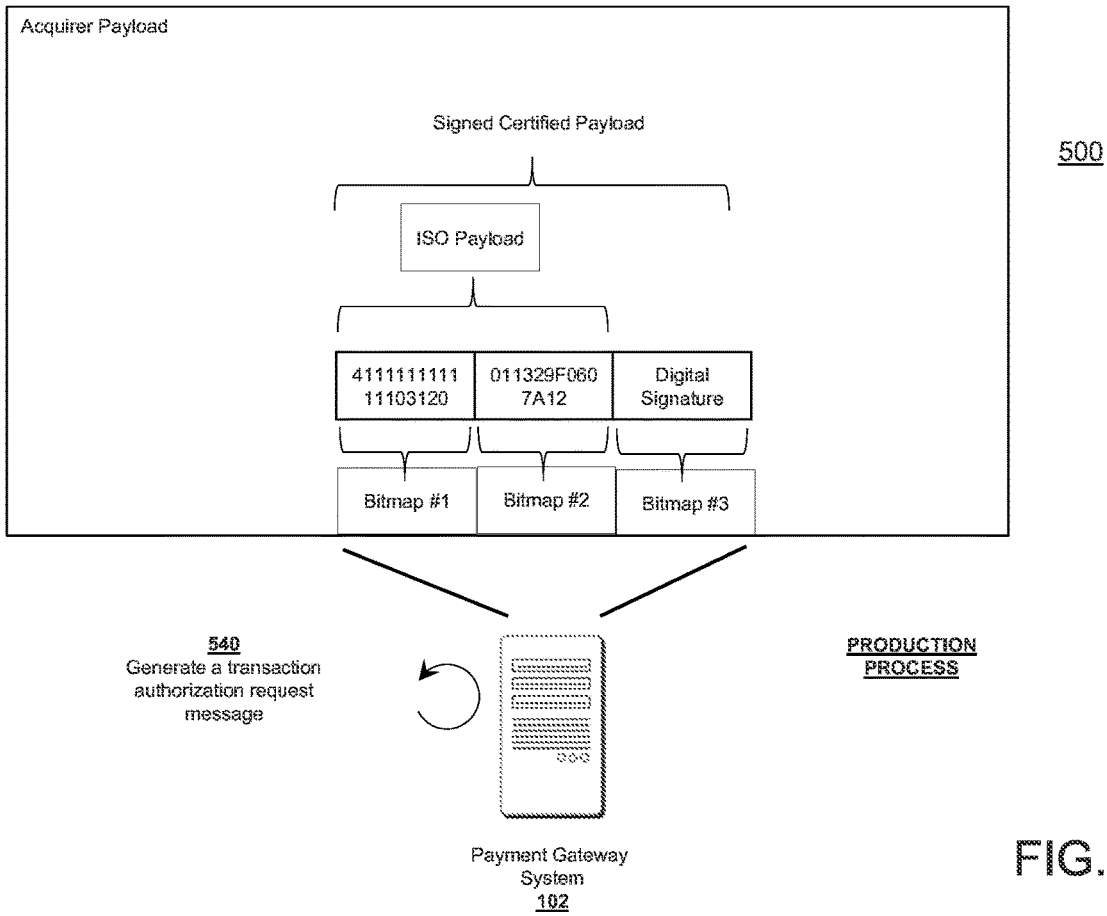 Acquirer Payload
Signed Certified Payload
500
ISO Payload
4111111111
11103120
011329F060
7A12
Digital
Signature
Bitmap #1
Bitmap #2
Bitmap #3
540
Generate a transaction
authorization request
message
PRODUCTION
PROCESS
Payment Gateway
System
102
FIG.